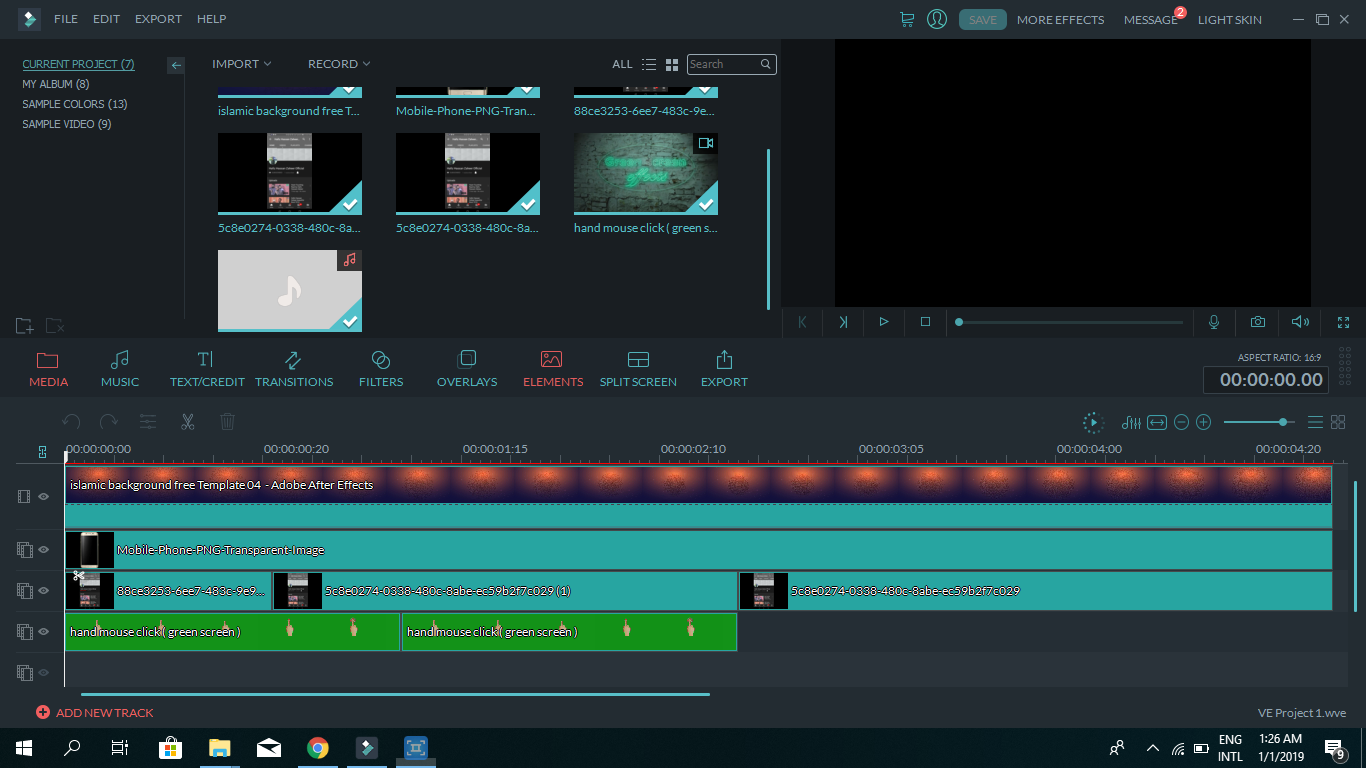 FILE EDIT EXPORT HELP
SAVE MORE EFFECTS MESSAGE 2 LIGHT SKIN
CURRENT PROJECT (7)
MY ALBUM (8)
SAMPLE COLORS (13)
SAMPLE VIDEO (9)
IMPORT RECORD ALL Search
islamic background free T... Mobile-Phone-PNG-Tran... 88ce3253-6ee7-483c-9e...
5c8e0274-0338-480c-8a... 5c8e0274-0338-480c-8a... hand mouse click ( green s...
MEDIA MUSIC TEXT/CREDIT TRANSITIONS FILTERS OVERLAYS ELEMENTS SPLIT SCREEN EXPORT
ASPECT RATIO: 16:9
00:00:00.00
00:00:00:00 00:00:00:20 00:00:01:15 00:00:02:10 00:00:03:05 00:00:04:00 00:00:04:20
islamic background free Template 04 - Adobe After Effects
Mobile-Phone-PNG-Transparent-Image
88ce3253-6ee7-483c-9e9... 5c8e0274-0338-480c-8abe-ec59b2f7c029 (1) 5c8e0274-0338-480c-8abe-ec59b2f7c029
hand mouse click ( green screen ) hand mouse click ( green screen )
ADD NEW TRACK
VE Project 1.wve
ENG
INTL
1:26 AM
1/1/2019
9